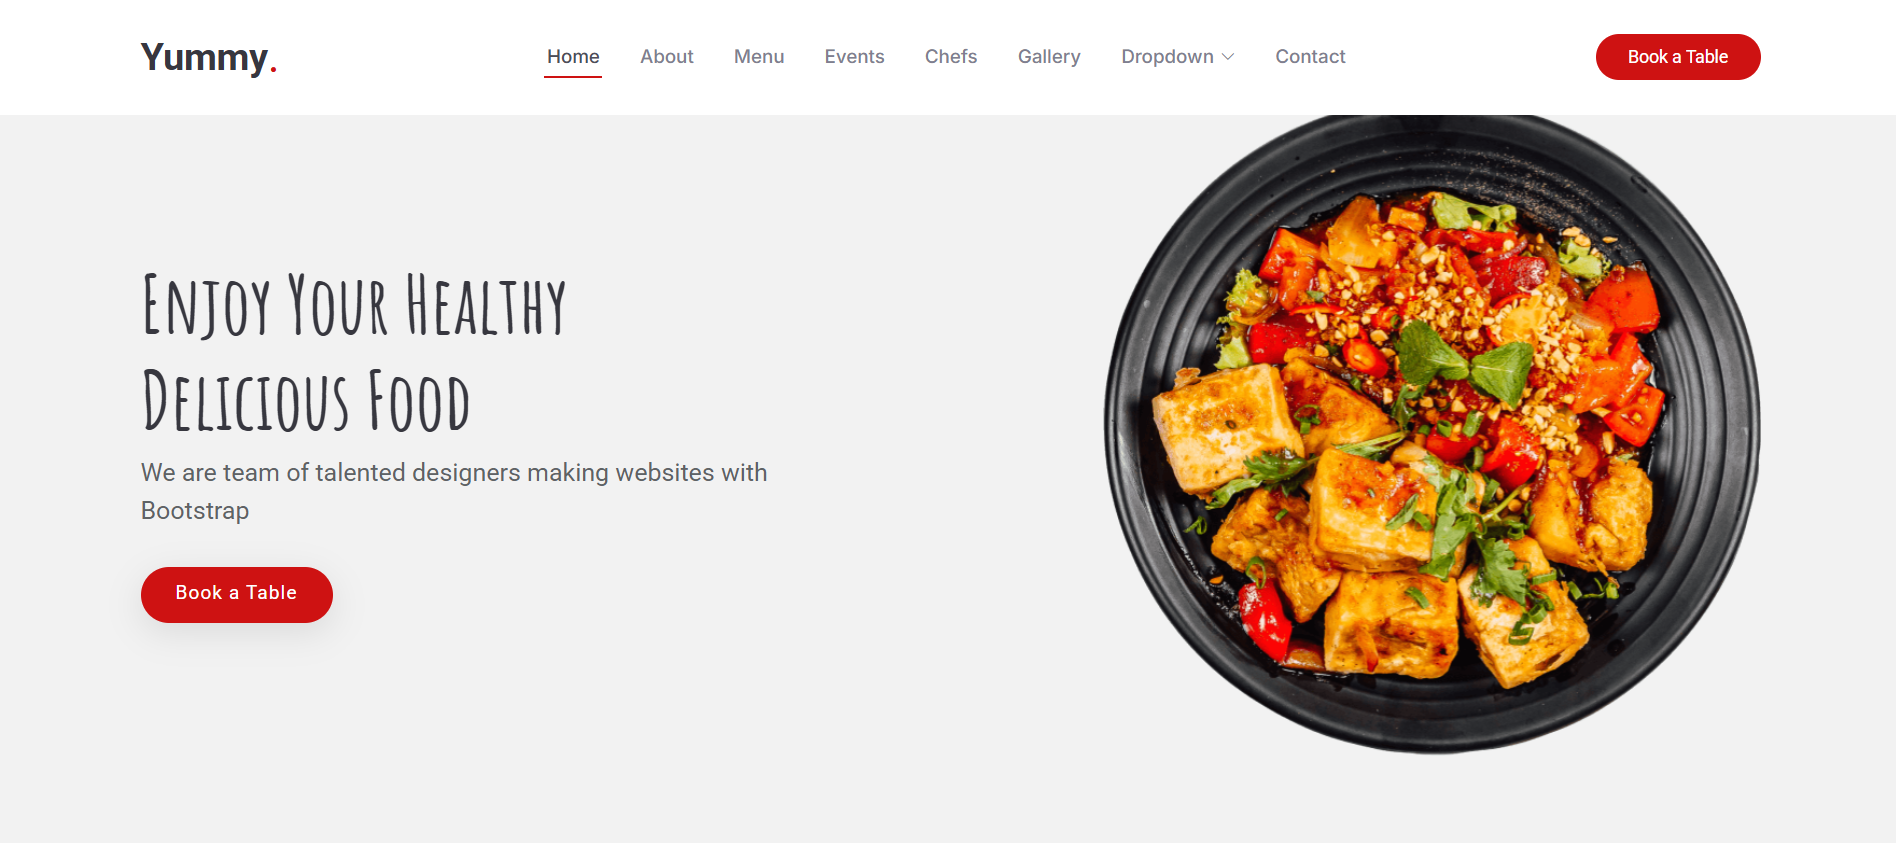 Yummy.
Home About Menu Events Chefs Gallery Dropdown Contact
Book a Table
Enjoy Your Healthy
Delicious Food
We are team of talented designers making websites with
Bootstrap
Book a Table